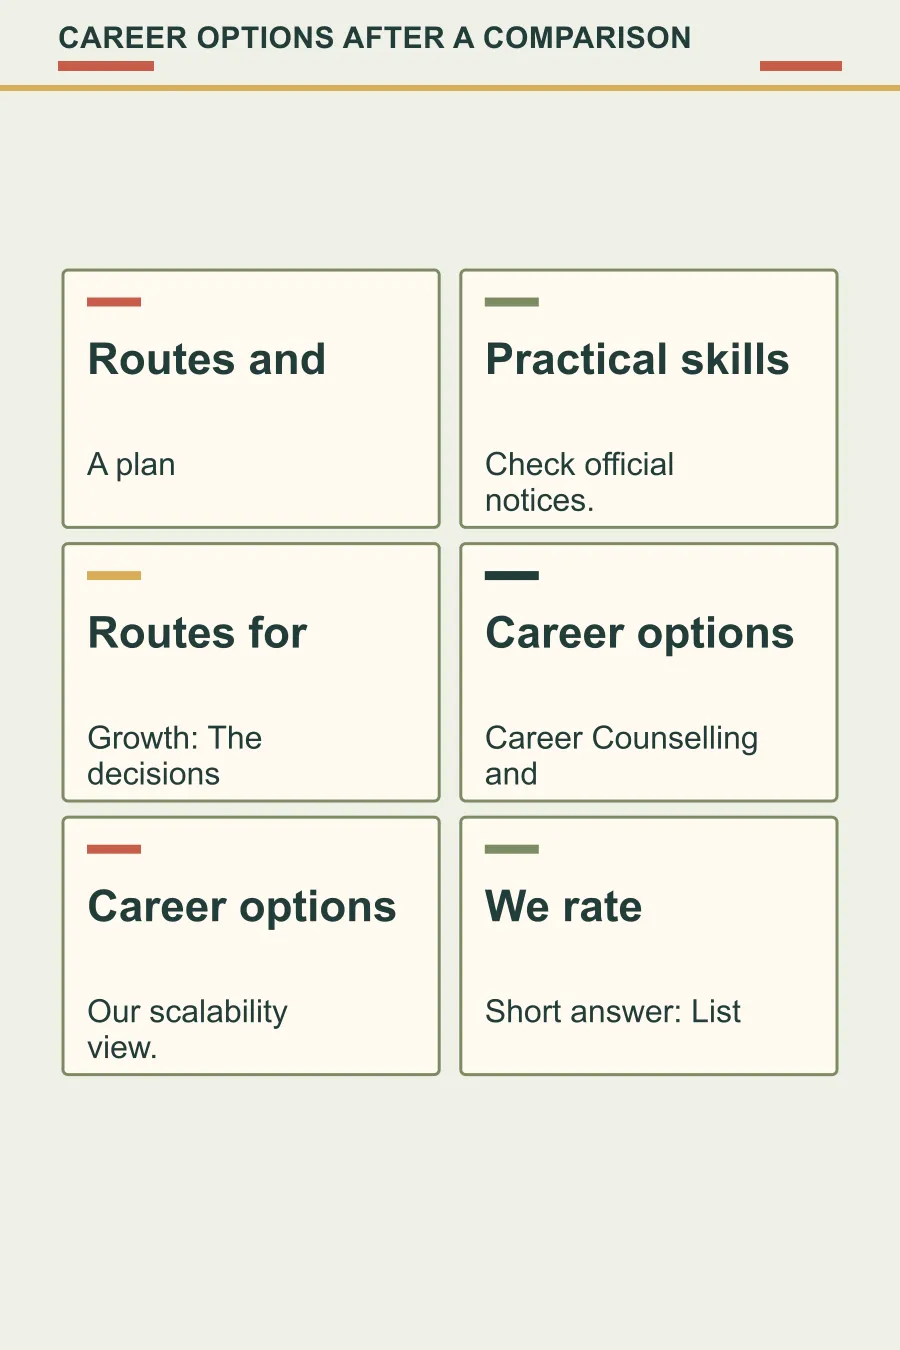 CAREER OPTIONS AFTER A COMPARISON
Routes and
A plan
Practical skills
Check official
notices.
Routes for
Growth: The
decisions
Career options
Career Counselling
and
Career options
Our scalability
view.
We rate
Short answer: List